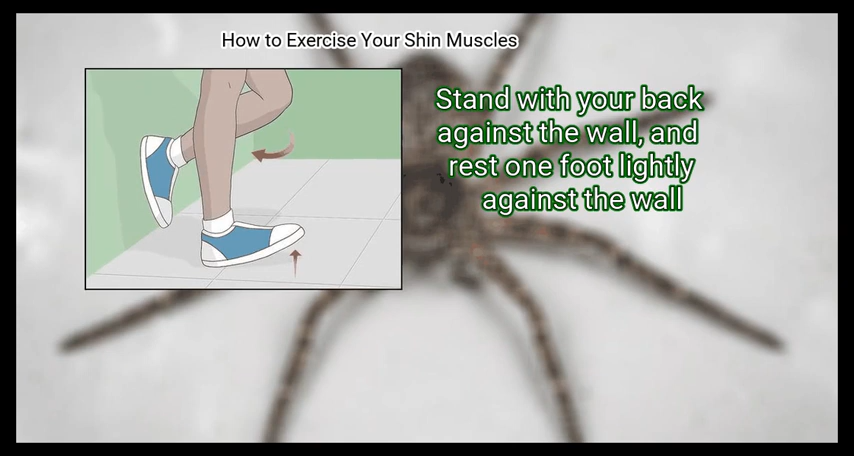 How to Exercise Your Shin Muscles
Stand with your back
against the wall, and
rest one foot lightly
against the wall